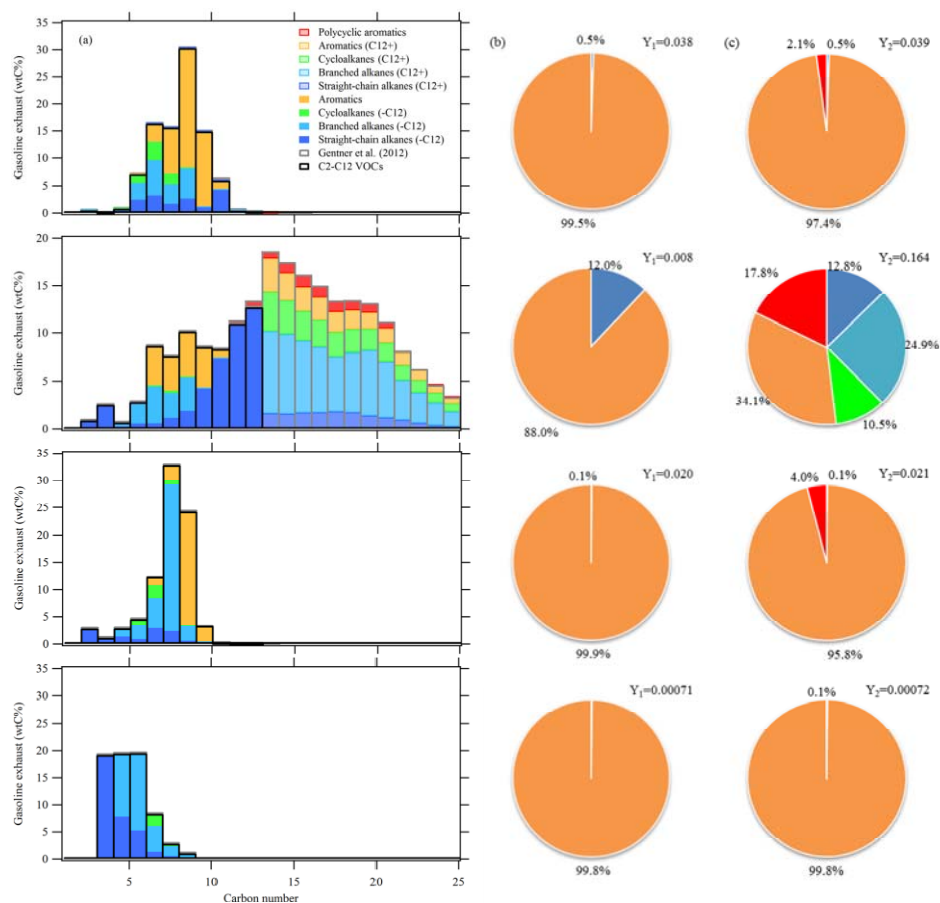 (a)
(b)
(c)
Gasoline exhaust (wtC%)
35
30
25
20
15
10
5
0
Polycyclic aromatics
Aromatics (C12+)
Cycloalkanes (C12+)
Branched alkanes (C12+)
Straight-chain alkanes (C12+)
Aromatics
Cycloalkanes (-C12)
Branched alkanes (-C12)
Straight-chain alkanes (-C12)
Gentner et al. (2012)
C2-C12 VOCs
0.5%
Y1=0.038
99.5%
2.1%
0.5%
Y2=0.039
97.4%
Gasoline exhaust (wtC%)
20
15
10
5
0
12.0%
Y1=0.008
88.0%
17.8%
12.8%
Y2=0.164
24.9%
34.1%
10.5%
Gasoline exhaust (wtC%)
35
30
25
20
15
10
5
0
0.1%
Y1=0.020
99.9%
4.0%
0.1%
Y2=0.021
95.8%
Gasoline exhaust (wtC%)
35
30
25
20
15
10
5
0
5
10
15
20
25
Carbon number
Y1=0.00071
99.8%
0.1%
Y2=0.00072
99.8%